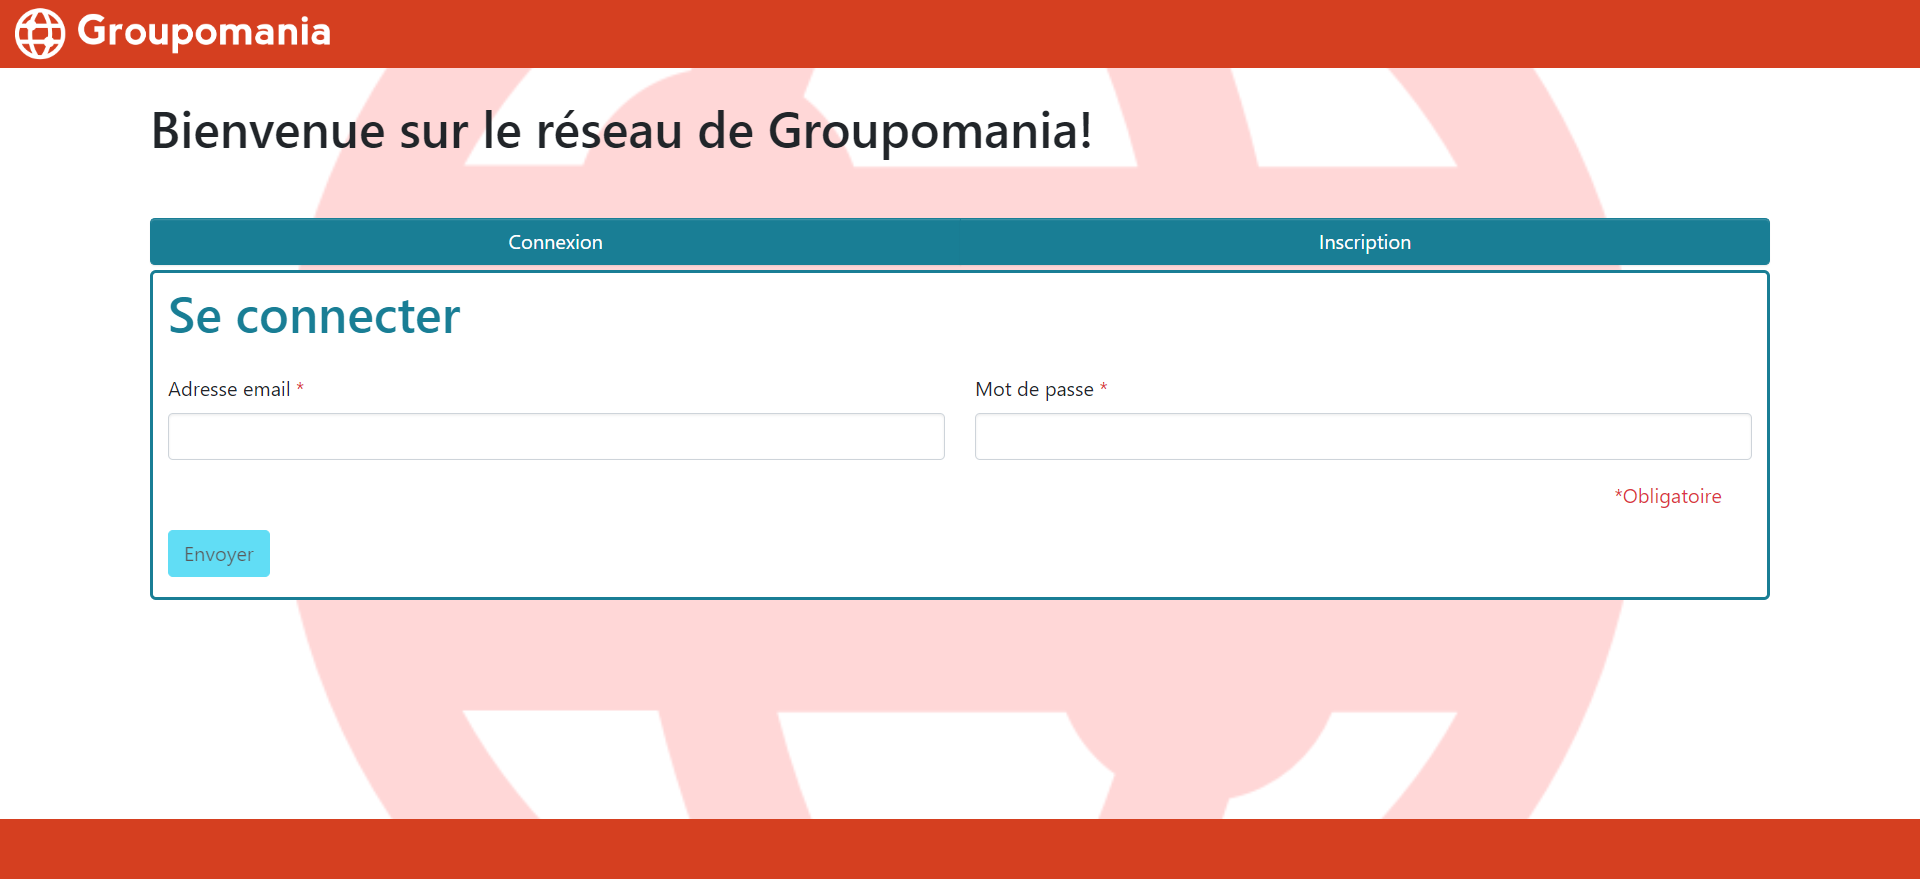 Groupomania
Bienvenue sur le réseau de Groupomania!
Connexion Inscription
Se connecter
Adresse email * Mot de passe *
*Obligatoire
Envoyer